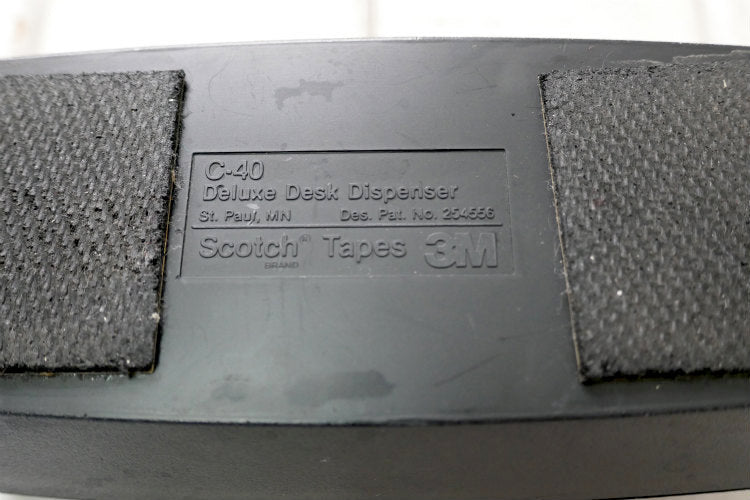 C-40
Deluxe Desk Dispenser
St. Paul, MN Des. Pat. No. 254556
Scotch® Tapes 3M
BRAND